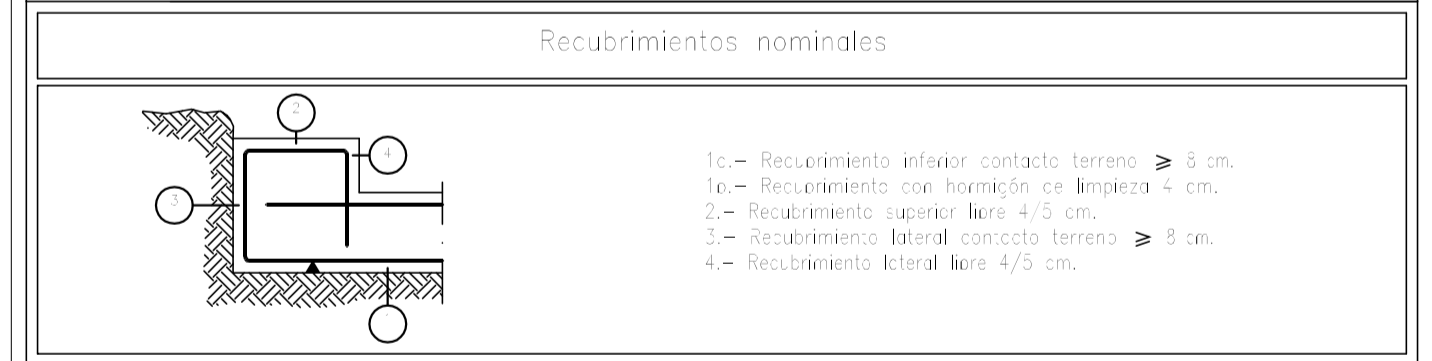 Recubrimientos nominales
2
4
3
1a.- Recubrimiento inferior contacto terreno ≥ 8 cm.
1b.- Recubrimiento con hormigón de limpieza 4 cm.
2.- Recubrimiento superior libre 4/5 cm.
3.- Recubrimiento lateral contacto terreno ≥ 8 cm.
4.- Recubrimiento lateral libre 4/5 cm.